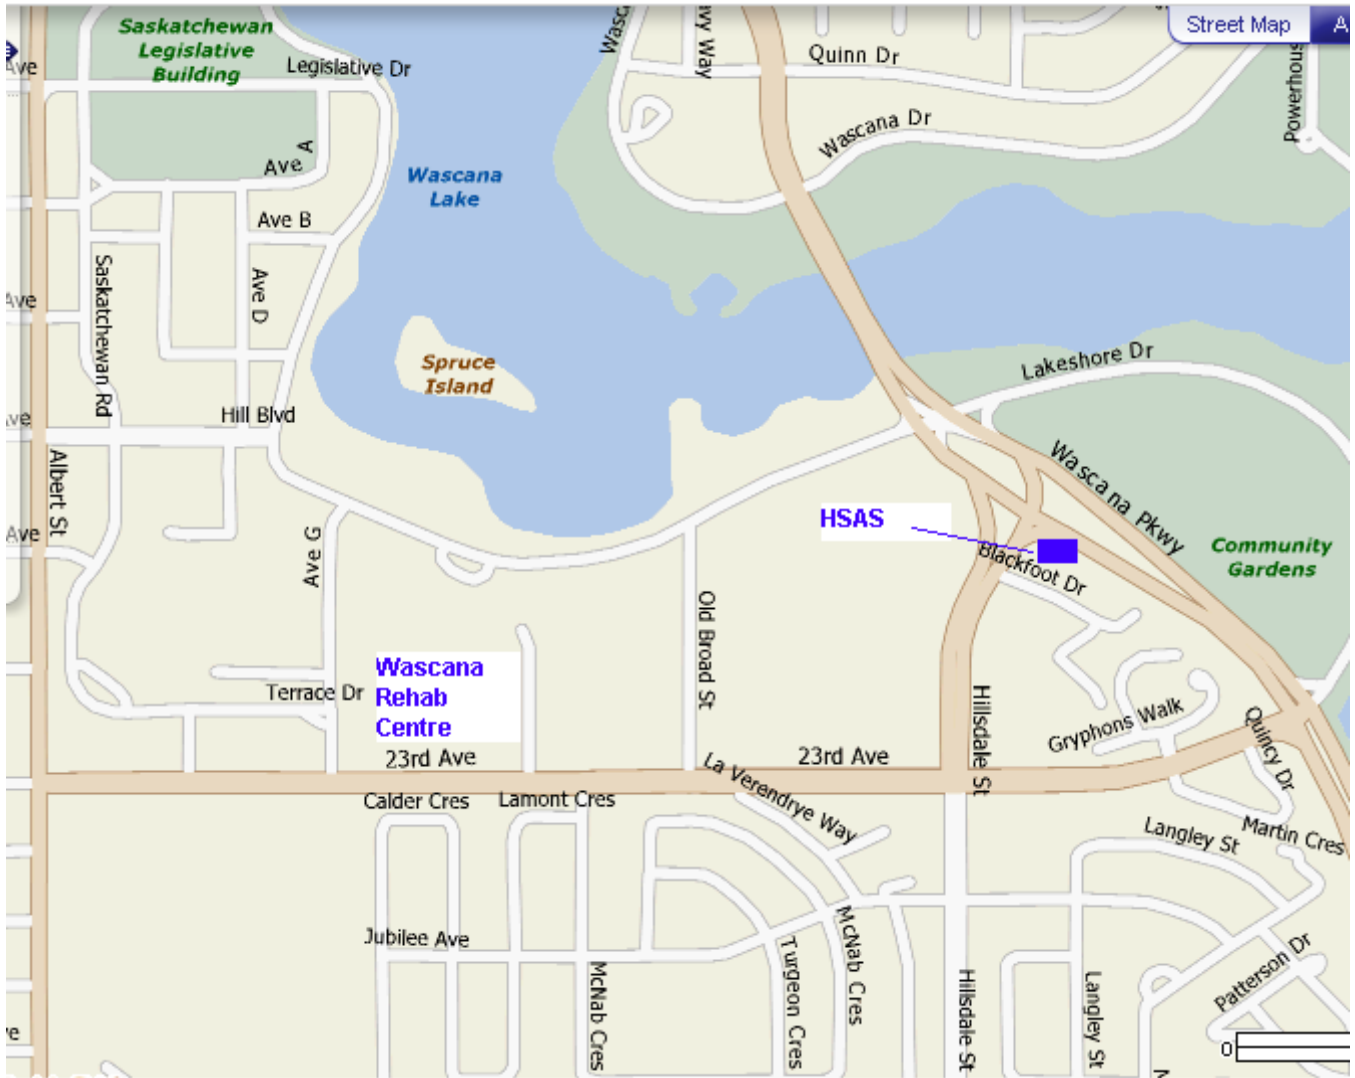 Saskatchewan
Legislative
Building
Legislative Dr
Street Map
Quinn Dr
Wascana Dr
Ave
Ave A
Wascana
Lake
Ave B
Ave D
Saskatchewan Rd
Ave
Spruce
Island
Lakeshore Dr
Hill Blvd
Albert St
Ave
Ave G
Wascana Pkwy
HSAS
Blackfoot Dr
Community
Gardens
Old Broad St
Wascana
Rehab
Centre
Terrace Dr
Hillsdale St
Gryphons Walk
Quincy Dr
23rd Ave
23rd Ave
La Verendrye Way
Calder Cres
Lamont Cres
Langley St
Martin Cres
Jubilee Ave
McNab Cres
Turgeon Cres
McNab Cres
Hillsdale St
Langley St
Patterson Dr
0